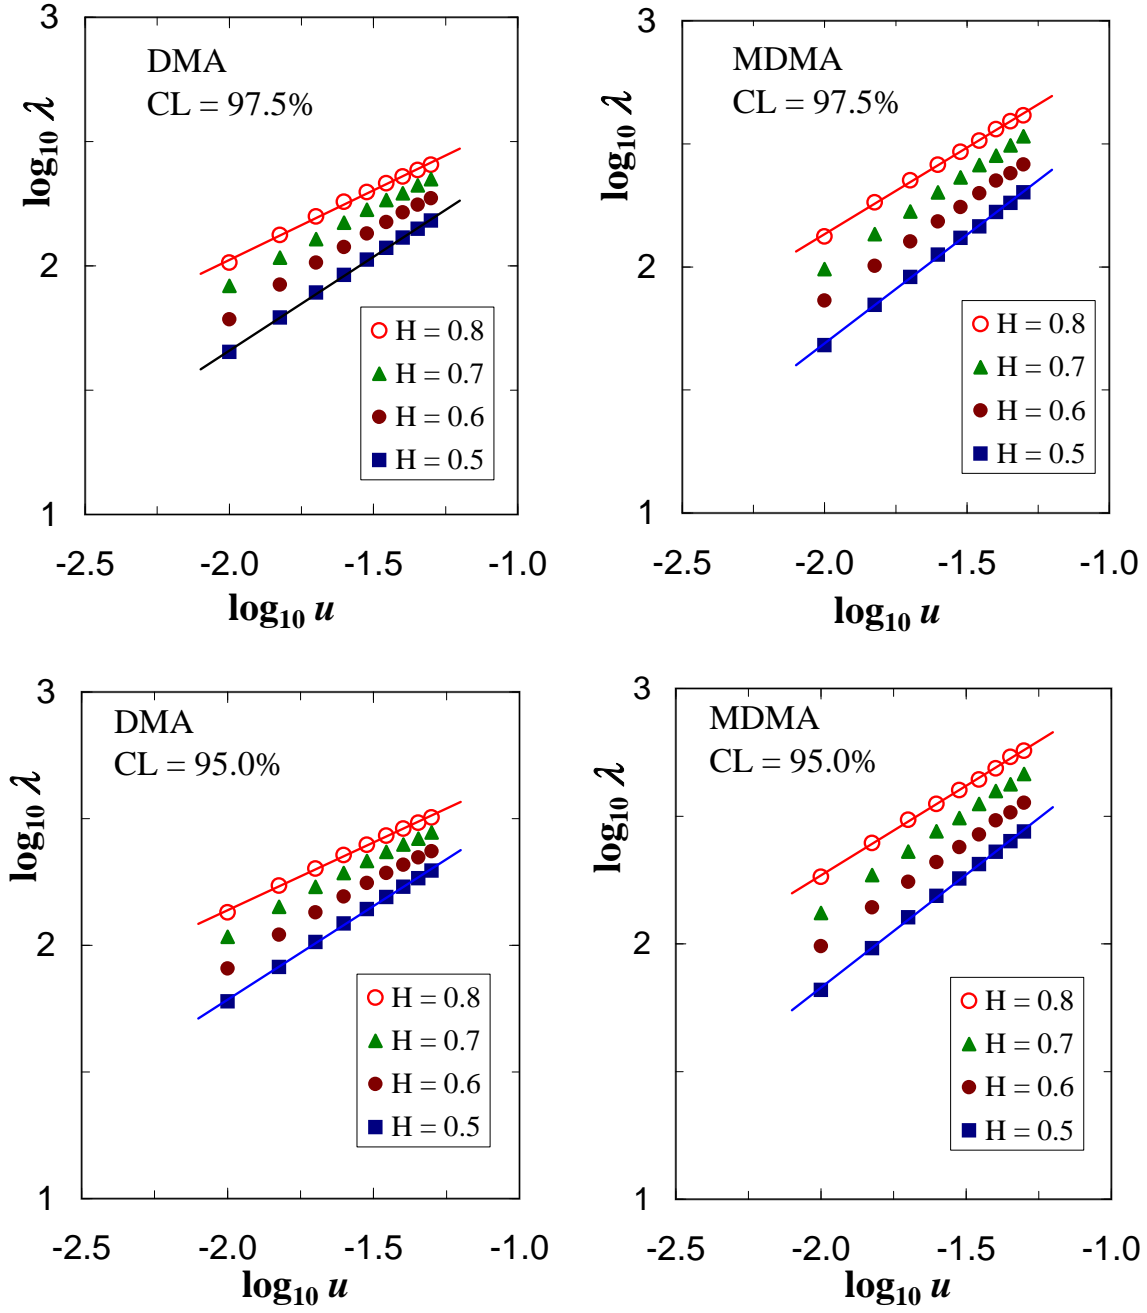 3
DMA
CL = 97.5%
log₁₀ λ
2
H = 0.8
H = 0.7
H = 0.6
H = 0.5
1
-2.5 -2.0 -1.5 -1.0
log₁₀ u
3
MDMA
CL = 97.5%
log₁₀ λ
2
H = 0.8
H = 0.7
H = 0.6
H = 0.5
1
-2.5 -2.0 -1.5 -1.0
log₁₀ u
3
DMA
CL = 95.0%
log₁₀ λ
2
H = 0.8
H = 0.7
H = 0.6
H = 0.5
1
-2.5 -2.0 -1.5 -1.0
log₁₀ u
3
MDMA
CL = 95.0%
log₁₀ λ
2
H = 0.8
H = 0.7
H = 0.6
H = 0.5
1
-2.5 -2.0 -1.5 -1.0
log₁₀ u